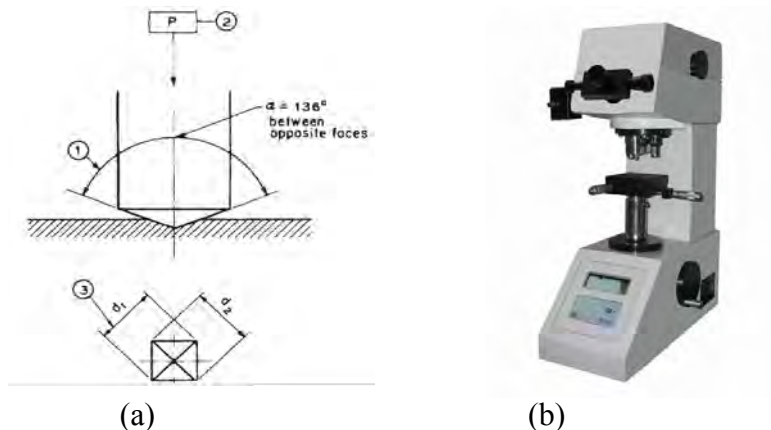 P 2
α = 136°
between
opposite faces
1
3
d1 d2
(a) (b)